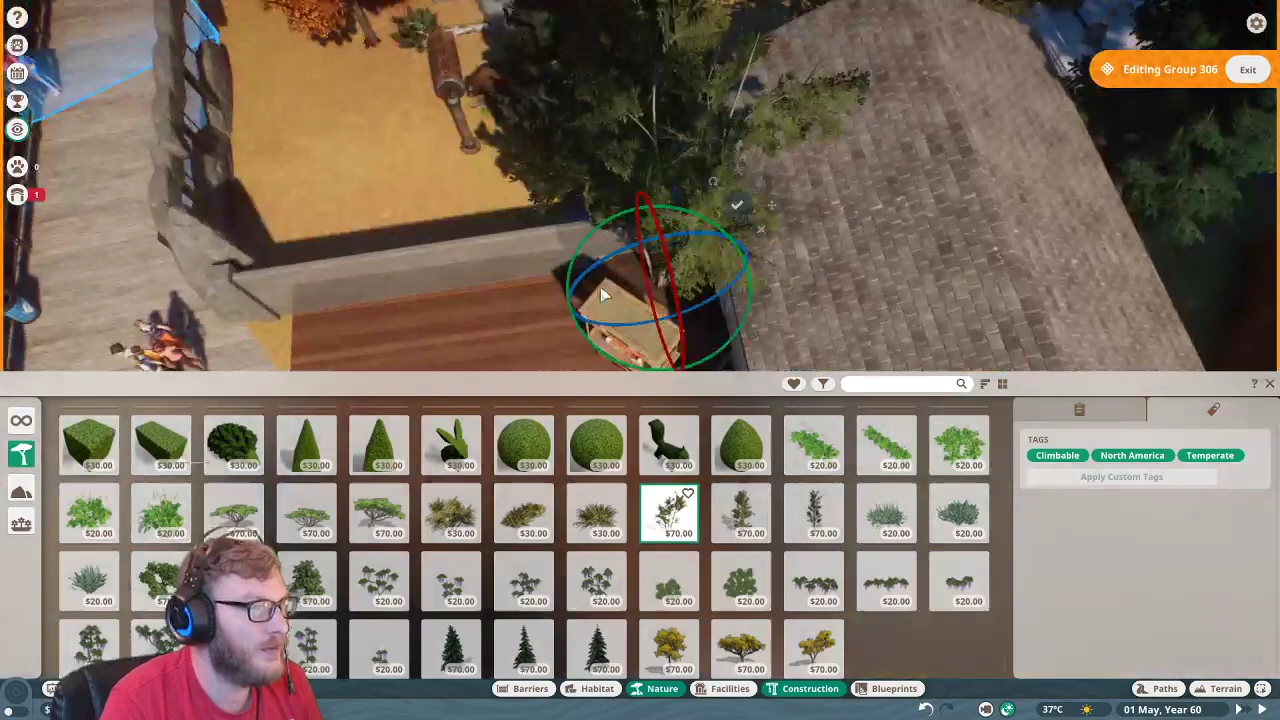 ?
Editing Group 306
Exit
0
1
? X
TAGS
Climbable
North America
Temperate
Apply Custom Tags
$30.00 $30.00 $30.00 $30.00 $30.00 $30.00 $30.00 $30.00 $30.00 $30.00 $20.00 $20.00 $20.00
$20.00 $20.00 $70.00 $70.00 $70.00 $30.00 $30.00 $30.00 $70.00 $70.00 $70.00 $20.00 $20.00
$20.00 $70.00 $20.00 $20.00 $20.00 $20.00 $20.00 $20.00 $20.00 $20.00 $20.00
$20.00 $20.00 $70.00 $70.00 $70.00 $70.00 $70.00 $70.00
Barriers
Habitat
Nature
Facilities
Construction
Blueprints
Paths
Terrain
$
37°C
01 May, Year 60